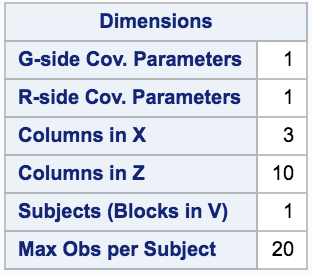 Dimensions
G-side Cov. Parameters 1
R-side Cov. Parameters 1
Columns in X 3
Columns in Z 10
Subjects (Blocks in V) 1
Max Obs per Subject 20